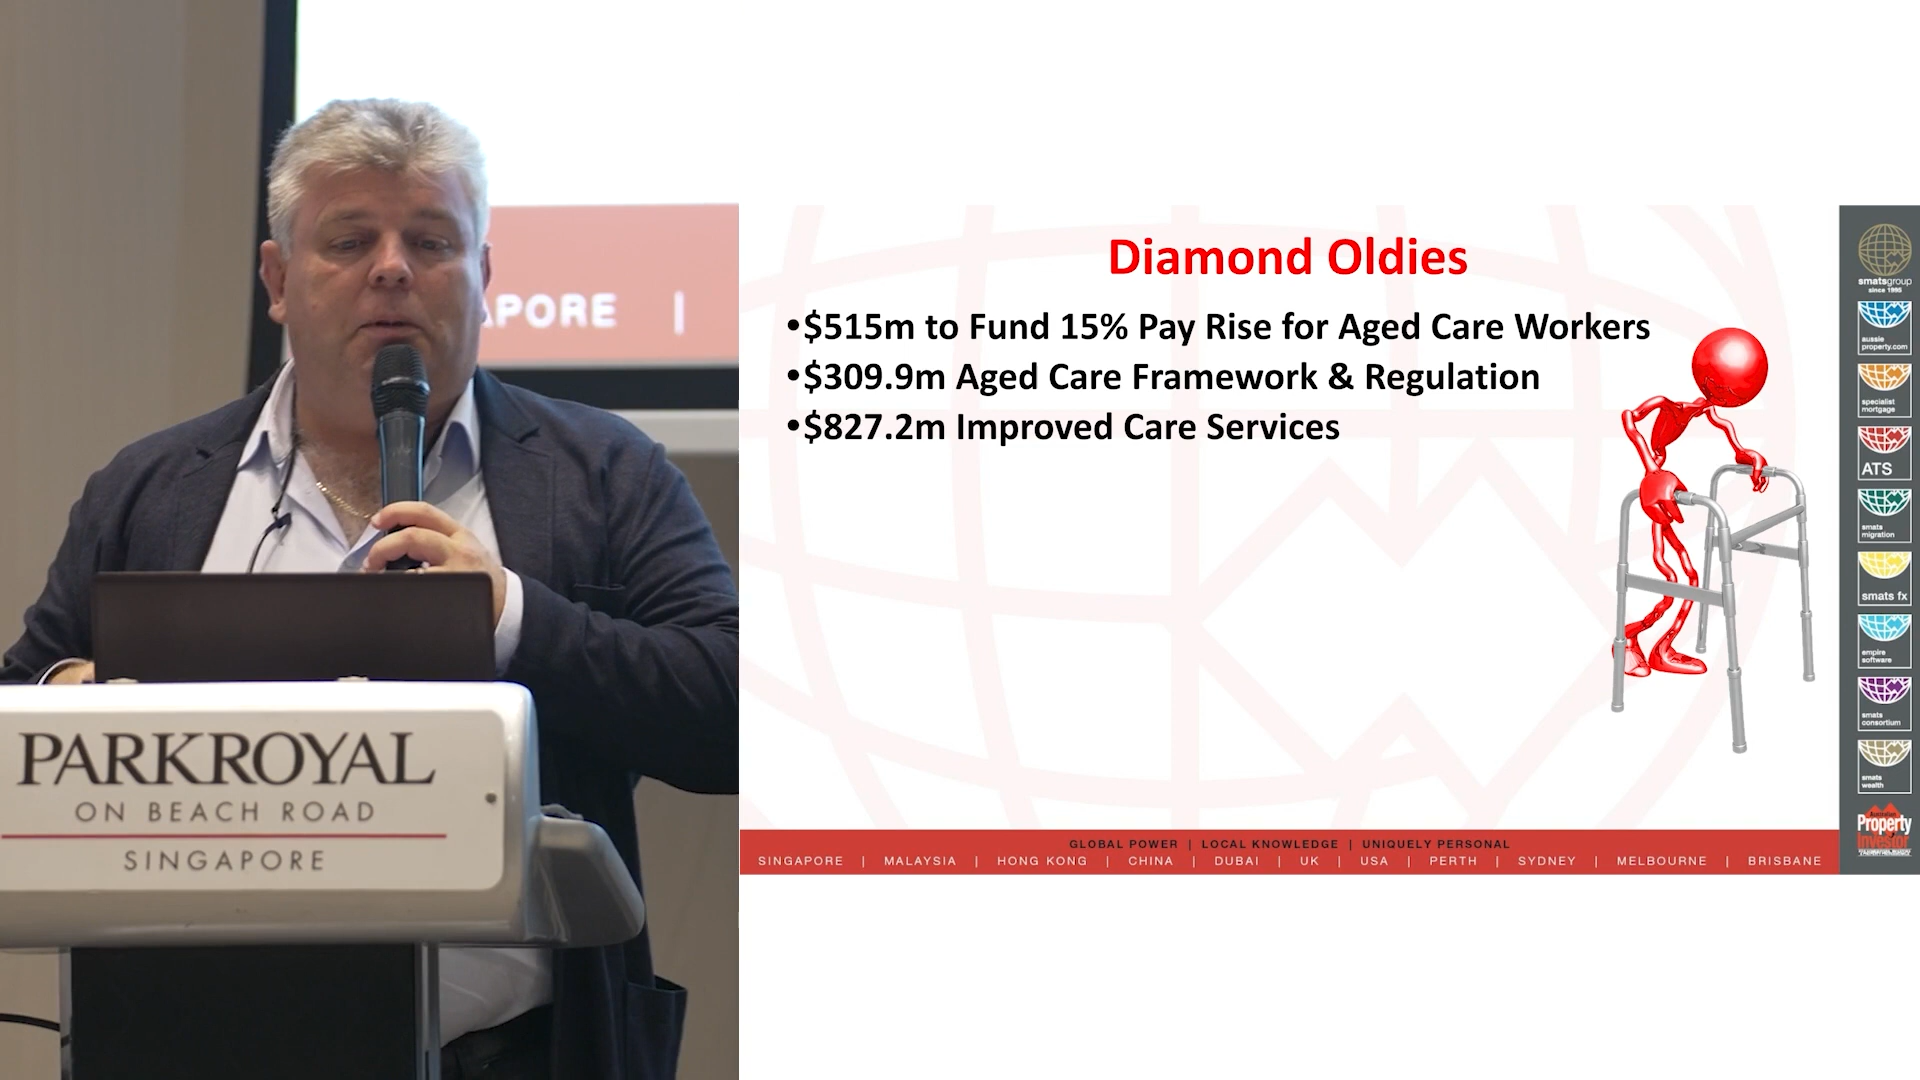 PORE |
PARKROYAL
ON BEACH ROAD
SINGAPORE
Diamond Oldies
•$515m to Fund 15% Pay Rise for Aged Care Workers
•$309.9m Aged Care Framework & Regulation
•$827.2m Improved Care Services
GLOBAL POWER | LOCAL KNOWLEDGE | UNIQUELY PERSONAL
SINGAPORE | MALAYSIA | HONG KONG | CHINA | DUBAI | UK | USA | PERTH | SYDNEY | MELBOURNE | BRISBANE
smatsgroup
since 1995
aussie
property.com
specialist
mortgage
ATS
smats
migration
smats fx
empire
software
smats
consortium
smats
wealth
Property
Investor